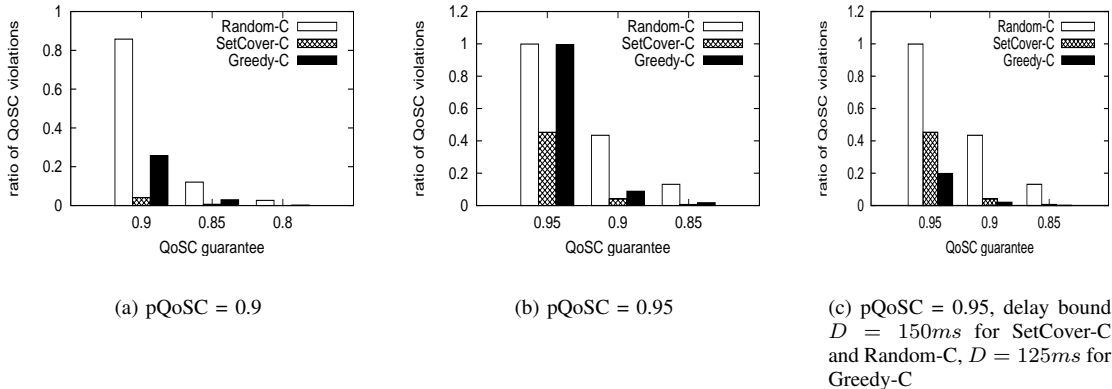 1
0.8
0.6
0.4
0.2
0
ratio of QoSC violations
Random-C
SetCover-C
Greedy-C
0.9 0.85 0.8
QoSC guarantee
(a) pQoSC = 0.9
1.2
1
0.8
0.6
0.4
0.2
0
ratio of QoSC violations
Random-C
SetCover-C
Greedy-C
0.95 0.9 0.85
QoSC guarantee
(b) pQoSC = 0.95
1.2
1
0.8
0.6
0.4
0.2
0
ratio of QoSC violations
Random-C
SetCover-C
Greedy-C
0.95 0.9 0.85
QoSC guarantee
(c) pQoSC = 0.95, delay bound
D = 150ms for SetCover-C
and Random-C, D = 125ms for
Greedy-C